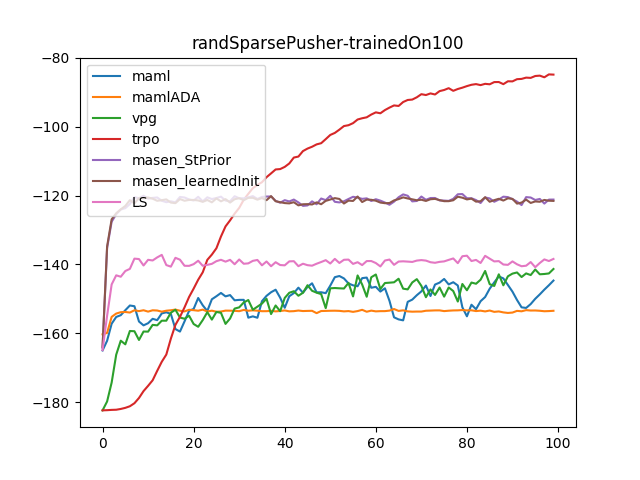 randSparsePusher-trainedOn100
−80
−100
−120
−140
−160
−180
maml
mamlADA
vpg
trpo
masen_StPrior
masen_learnedInit
LS
0
20
40
60
80
100